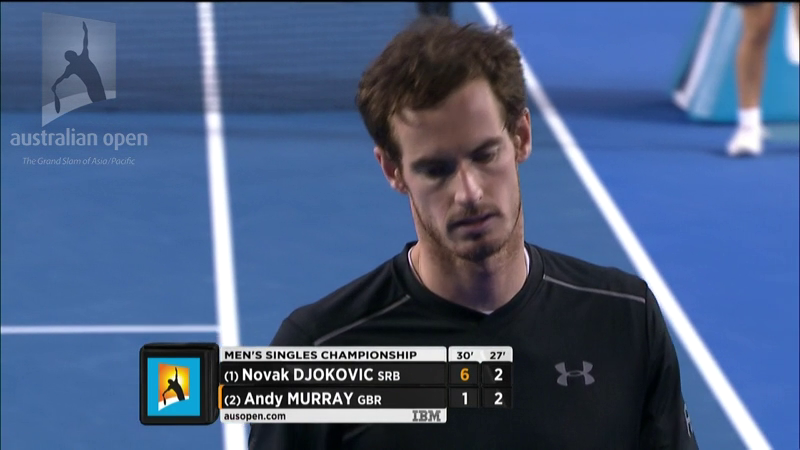 australian open
The Grand Slam of Asia/Pacific
MEN'S SINGLES CHAMPIONSHIP 30' 27'
(1) Novak DJOKOVIC SRB 6 2
(2) Andy MURRAY GBR 1 2
ausopen.com IBM